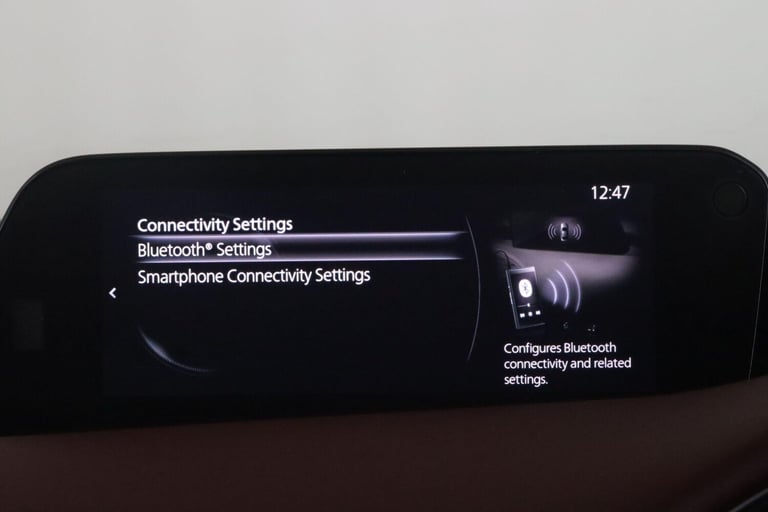 12:47
Connectivity Settings
Bluetooth® Settings
Smartphone Connectivity Settings
Configures Bluetooth
connectivity and related
settings.